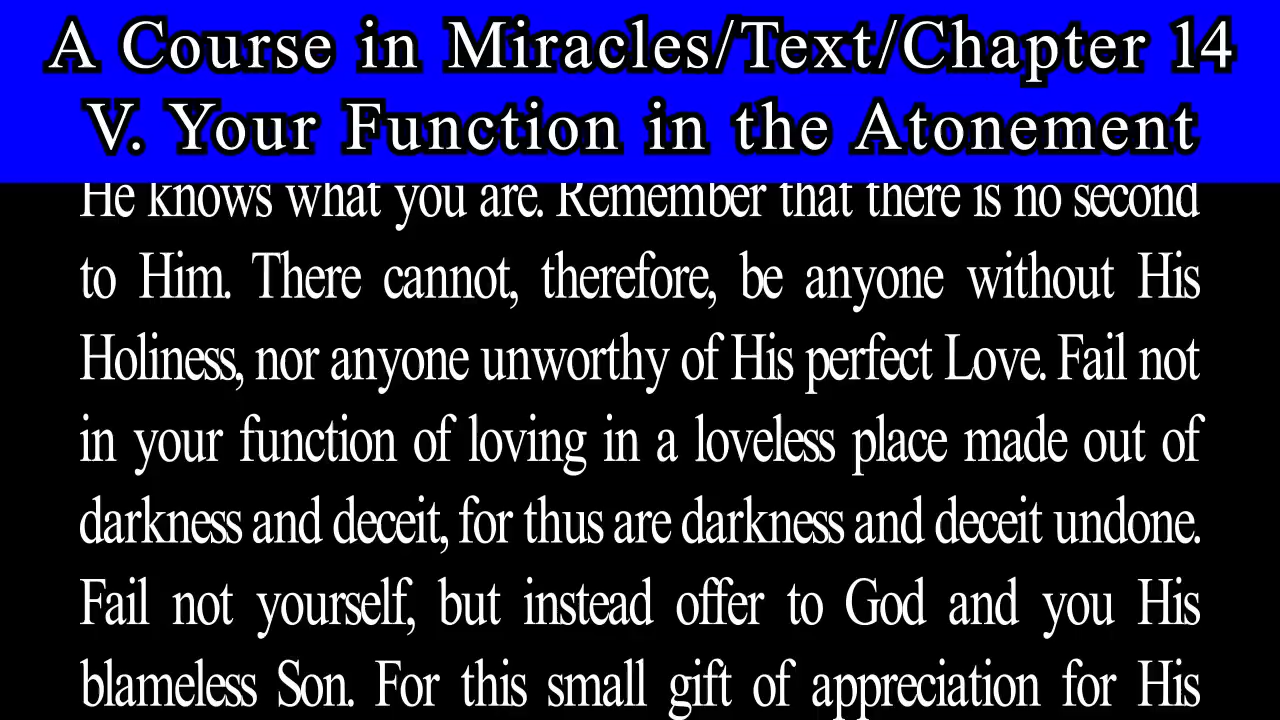 A Course in Miracles/Text/Chapter 14
V. Your Function in the Atonement
He knows what you are. Remember that there is no second
to Him. There cannot, therefore, be anyone without His
Holiness, nor anyone unworthy of His perfect Love. Fail not
in your function of loving in a loveless place made out of
darkness and deceit, for thus are darkness and deceit undone.
Fail not yourself, but instead offer to God and you His
blameless Son. For this small gift of appreciation for His